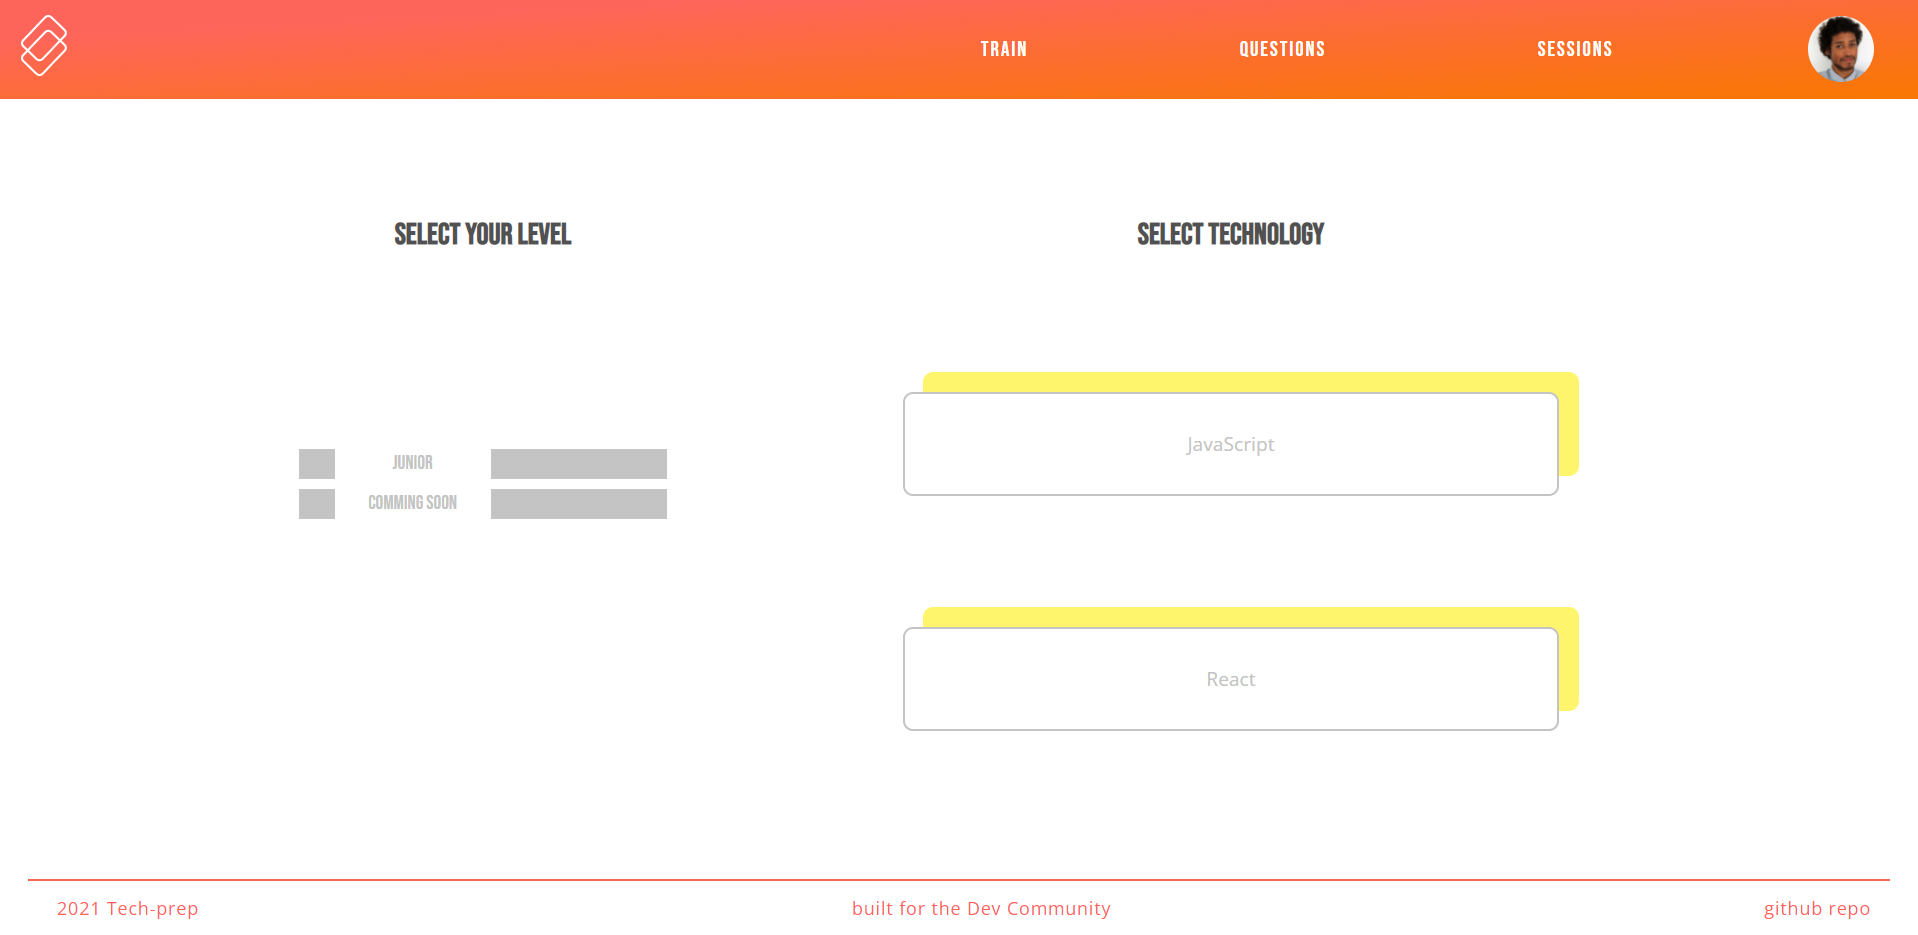 TRAIN
QUESTIONS
SESSIONS
SELECT YOUR LEVEL
SELECT TECHNOLOGY
JUNIOR
COMMING SOON
JavaScript
React
2021 Tech-prep
built for the Dev Community
github repo